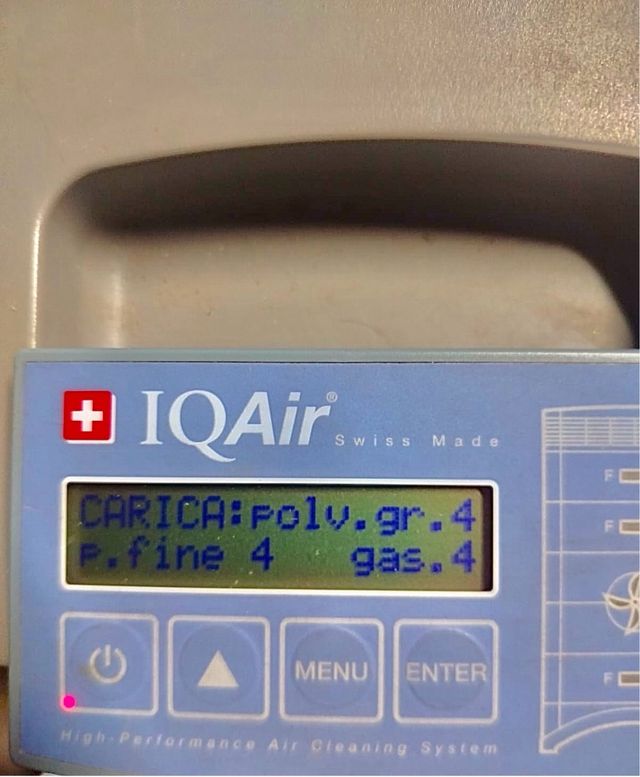 IQAir® Swiss Made
CARICA:polv.gr.4
p.fine 4 gas.4
F
F
MENU ENTER
F
High-Performance Air Cleaning System